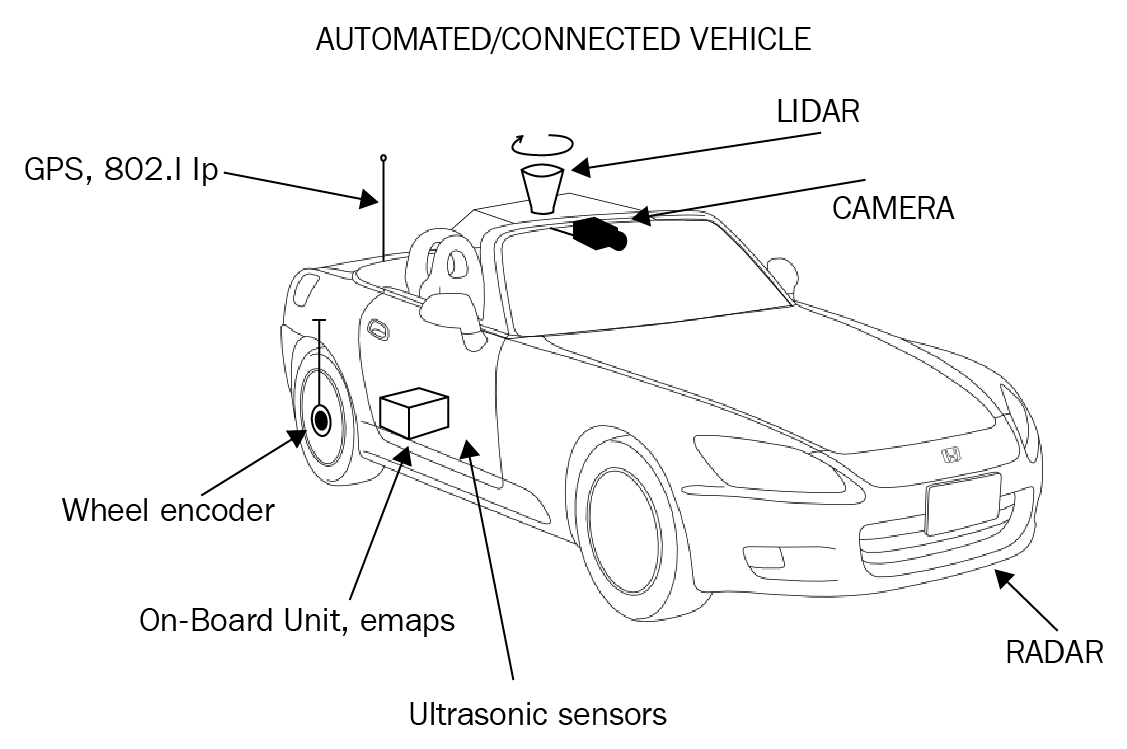 AUTOMATED/CONNECTED VEHICLE
LIDAR
GPS, 802.I Ip
CAMERA
Wheel encoder
On-Board Unit, emaps
RADAR
Ultrasonic sensors